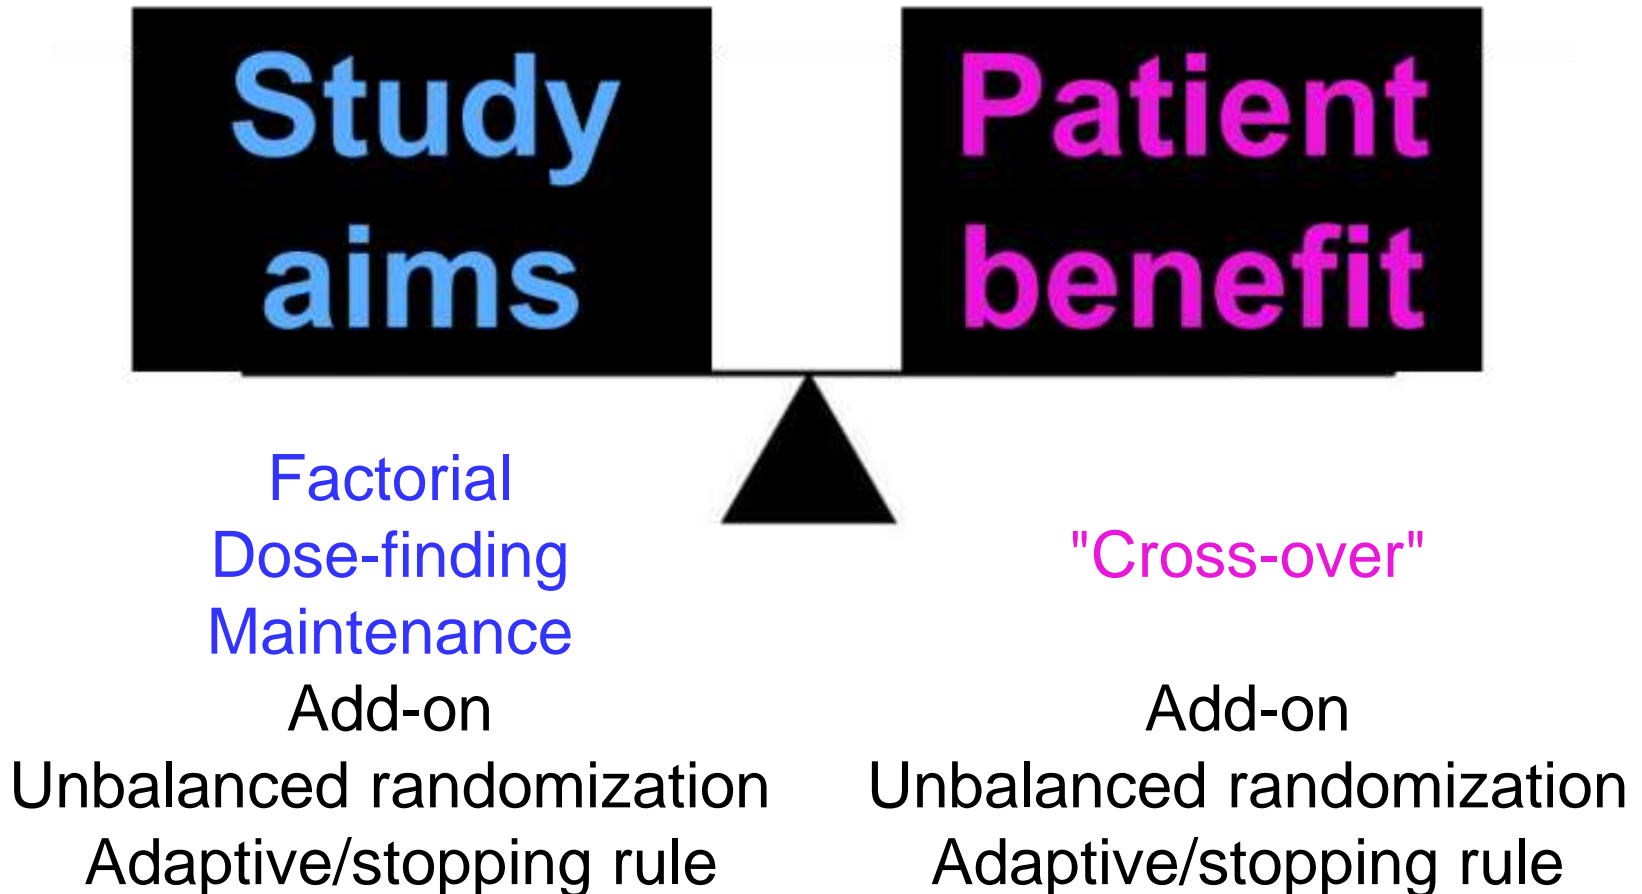 Study
aims
Patient
benefit
Factorial
Dose-finding
Maintenance
Add-on
Unbalanced randomization
Adaptive/stopping rule
"Cross-over"
Add-on
Unbalanced randomization
Adaptive/stopping rule